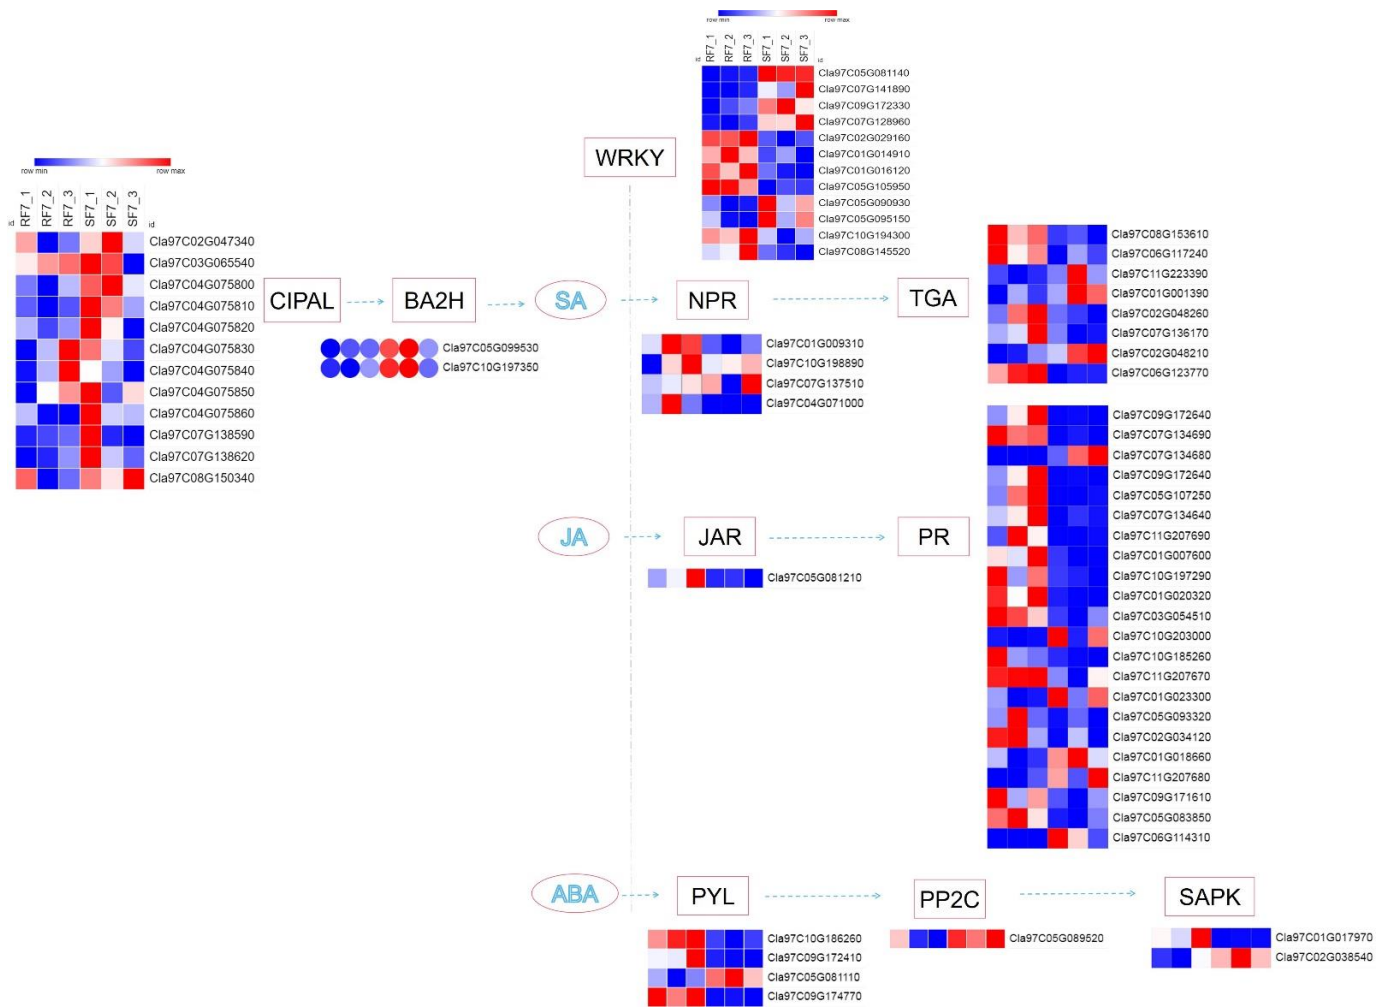 row min row max
id RF7_1 RF7_2 RF7_3 SF7_1 SF7_2 SF7_3 id
Cla97C05G081140
Cla97C07G141890
Cla97C09G172330
Cla97C07G128960
Cla97C02G029160
Cla97C01G014910
Cla97C01G016120
Cla97C05G105950
Cla97C05G090930
Cla97C05G095150
Cla97C10G194300
Cla97C08G145520
WRKY
row min row max
id RF7_1 RF7_2 RF7_3 SF7_1 SF7_2 SF7_3 id
Cla97C02G047340
Cla97C03G065540
Cla97C04G075800
Cla97C04G075810
Cla97C04G075820
Cla97C04G075830
Cla97C04G075840
Cla97C04G075850
Cla97C04G075860
Cla97C07G138590
Cla97C07G138620
Cla97C08G150340
CIPAL BA2H SA NPR TGA
Cla97C05G099530
Cla97C10G197350
Cla97C01G009310
Cla97C10G198890
Cla97C07G137510
Cla97C04G071000
Cla97C08G153610
Cla97C06G117240
Cla97C11G223390
Cla97C01G001390
Cla97C02G048260
Cla97C07G136170
Cla97C02G048210
Cla97C06G123770
JA JAR PR
Cla97C05G081210
Cla97C09G172640
Cla97C07G134690
Cla97C07G134680
Cla97C09G172640
Cla97C05G107250
Cla97C07G134640
Cla97C11G207690
Cla97C01G007600
Cla97C10G197290
Cla97C01G020320
Cla97C03G054510
Cla97C10G203000
Cla97C10G185260
Cla97C11G207670
Cla97C01G023300
Cla97C05G093320
Cla97C02G034120
Cla97C01G018660
Cla97C11G207680
Cla97C09G171610
Cla97C05G083850
Cla97C06G114310
ABA PYL PP2C SAPK
Cla97C10G186260
Cla97C09G172410
Cla97C05G081110
Cla97C09G174770
Cla97C05G089520
Cla97C01G017970
Cla97C02G038540